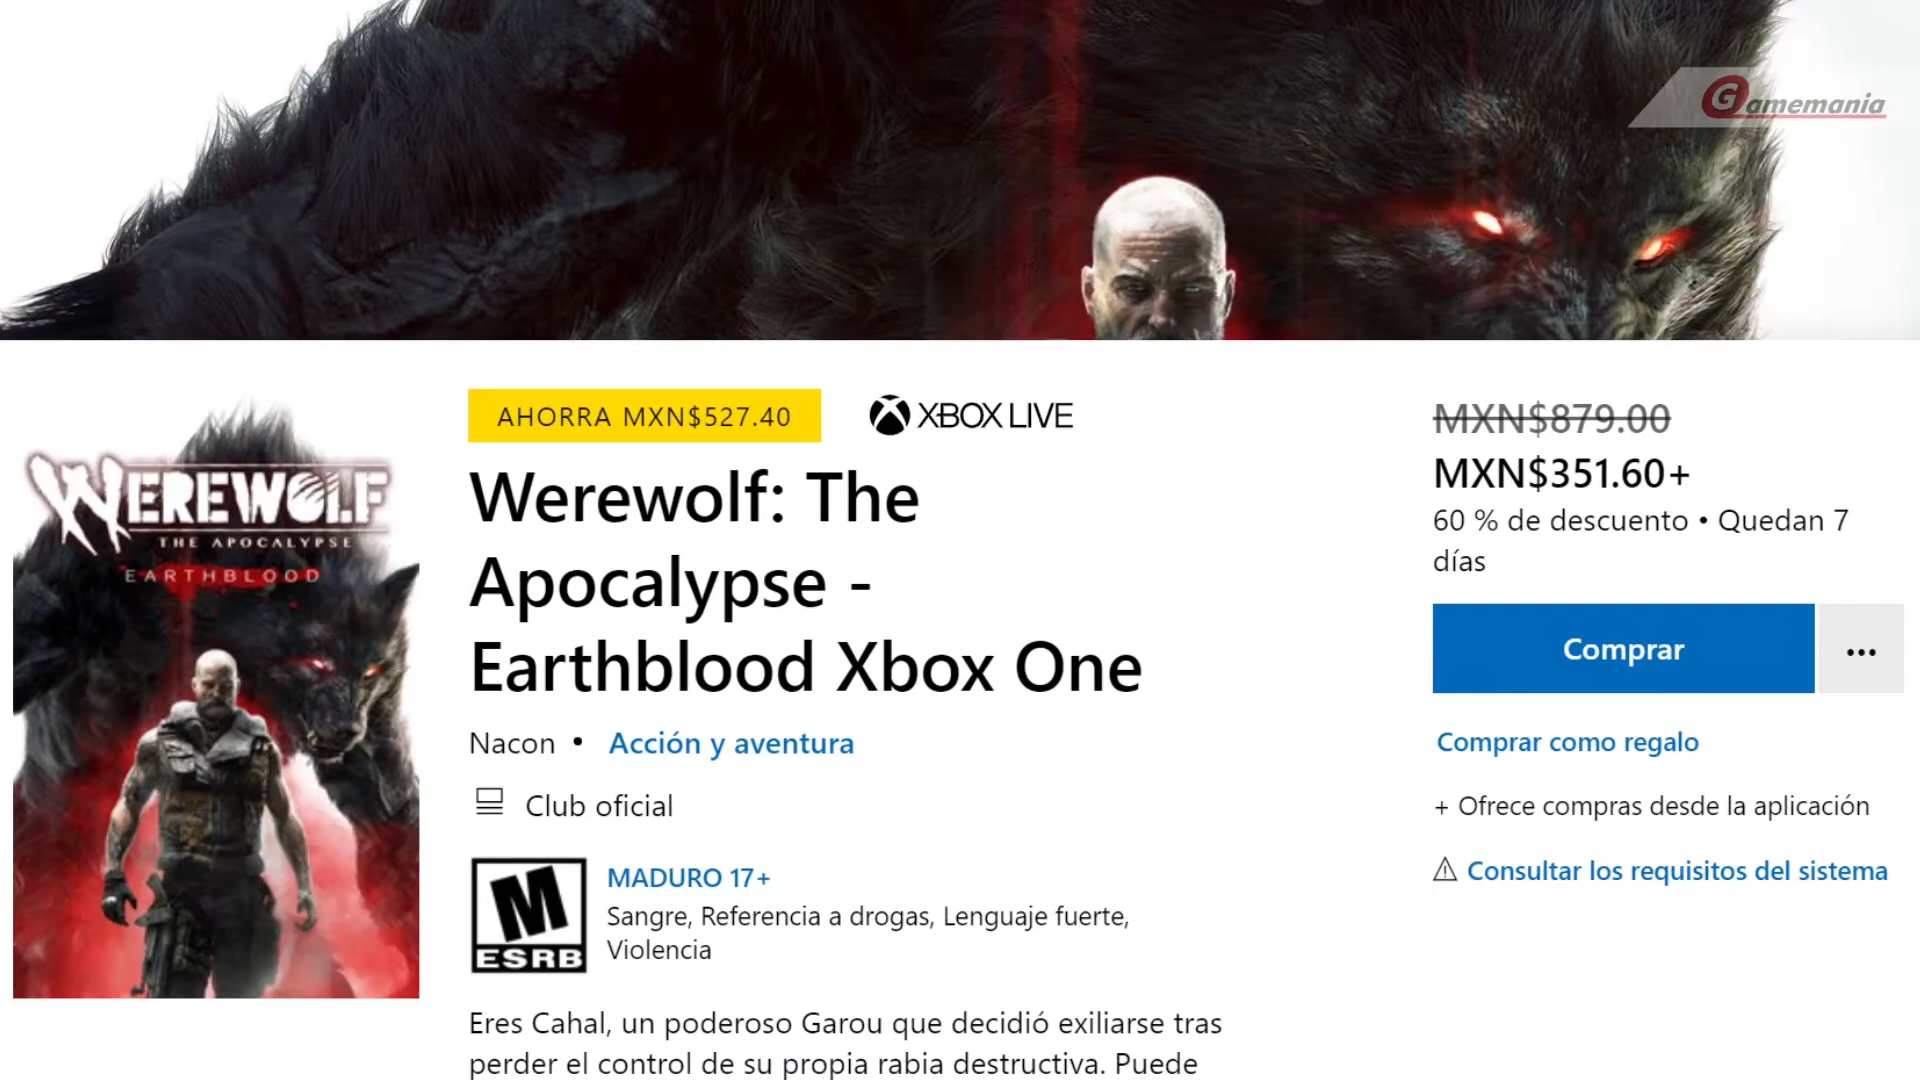 Gamemania
AHORRA MXN$527.40
XBOX LIVE
MXN$879.00
MXN$351.60+
60 % de descuento • Quedan 7
días
Werewolf: The
Apocalypse -
Earthblood Xbox One
WEREWOLF
THE APOCALYPSE
EARTHBLOOD
Comprar
Nacon • Acción y aventura
Comprar como regalo
Club oficial
+ Ofrece compras desde la aplicación
Consultar los requisitos del sistema
M
ESRB
MADURO 17+
Sangre, Referencia a drogas, Lenguaje fuerte,
Violencia
Eres Cahal, un poderoso Garou que decidió exiliarse tras
perder el control de su propia rabia destructiva. Puede